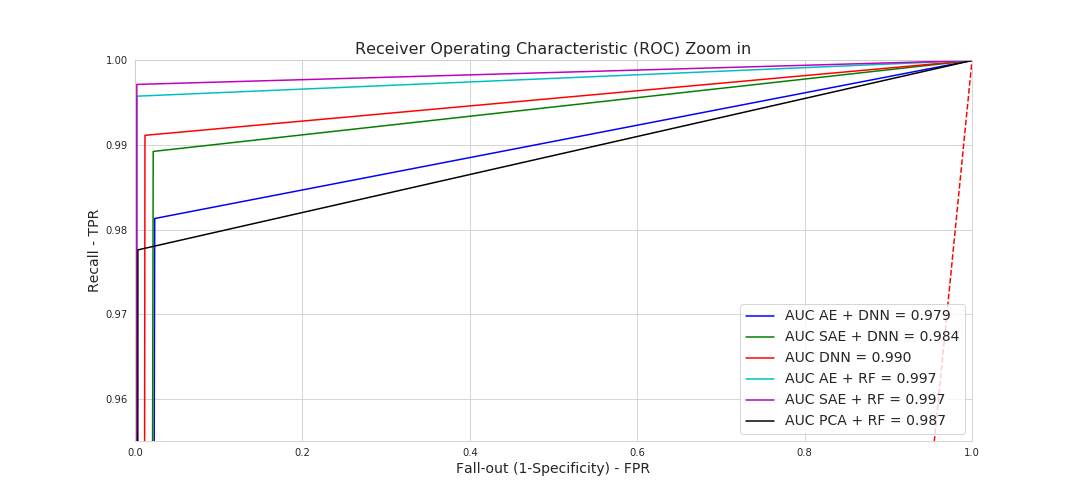 Receiver Operating Characteristic (ROC) Zoom in
1.00
0.99
0.98
0.97
0.96
Recall - TPR
AUC AE + DNN = 0.979
AUC SAE + DNN = 0.984
AUC DNN = 0.990
AUC AE + RF = 0.997
AUC SAE + RF = 0.997
AUC PCA + RF = 0.987
0.0 0.2 0.4 0.6 0.8 1.0
Fall-out (1-Specificity) - FPR